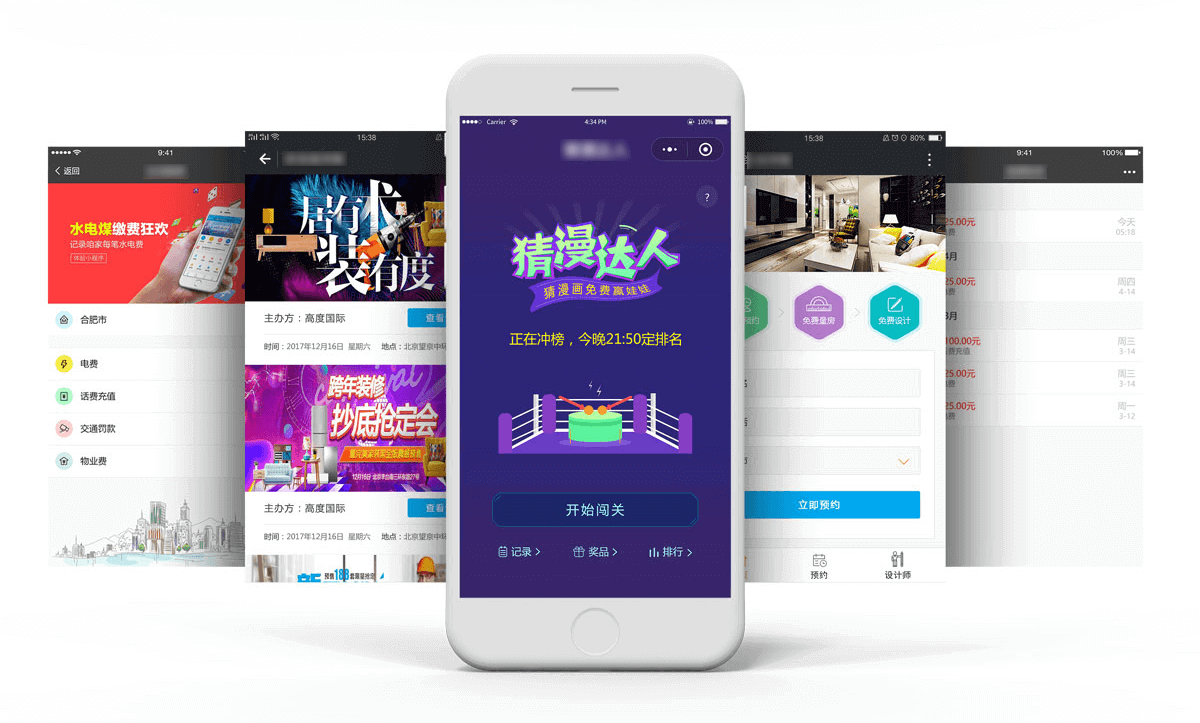 9:41
返回
水电煤缴费狂欢
记录咱家每笔水电费
体验小程序
合肥市
电费
话费充值
交通罚款
物业费
15:38
居有术
装有度
主办方：高度国际
查看
时间：2017年12月16日 星期六 地点：北京望京中环
跨年装修
抄底抢定会
主办方：高度国际
查看
时间：2017年12月16日 星期六 地点：北京望京中环
Carrier
4:34 PM
100%
?
猜漫达人
猜漫画免费赢娃娃
正在冲榜，今晚21:50定排名
开始闯关
记录
奖品
排行
15:38
80%
预约
免费量房
免费设计
立即预约
预约
设计师
9:41
100%
25.00元
今天
05:18
月
25.00元
周四
4-14
月
100.00元
周三
费充值
3-14
25.00元
周三
3-14
25.00元
周一
3-12